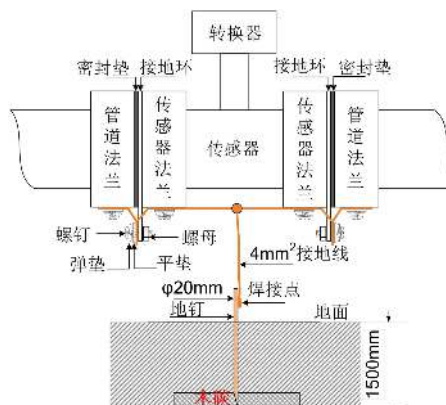 转换器
密封垫 接地环 接地环 密封垫
管道法兰 传感器法兰 传感器 传感器法兰 管道法兰
螺钉 螺母
弹垫 平垫
4mm²接地线
φ20mm 焊接点
地钉 地面
1500mm
木碳